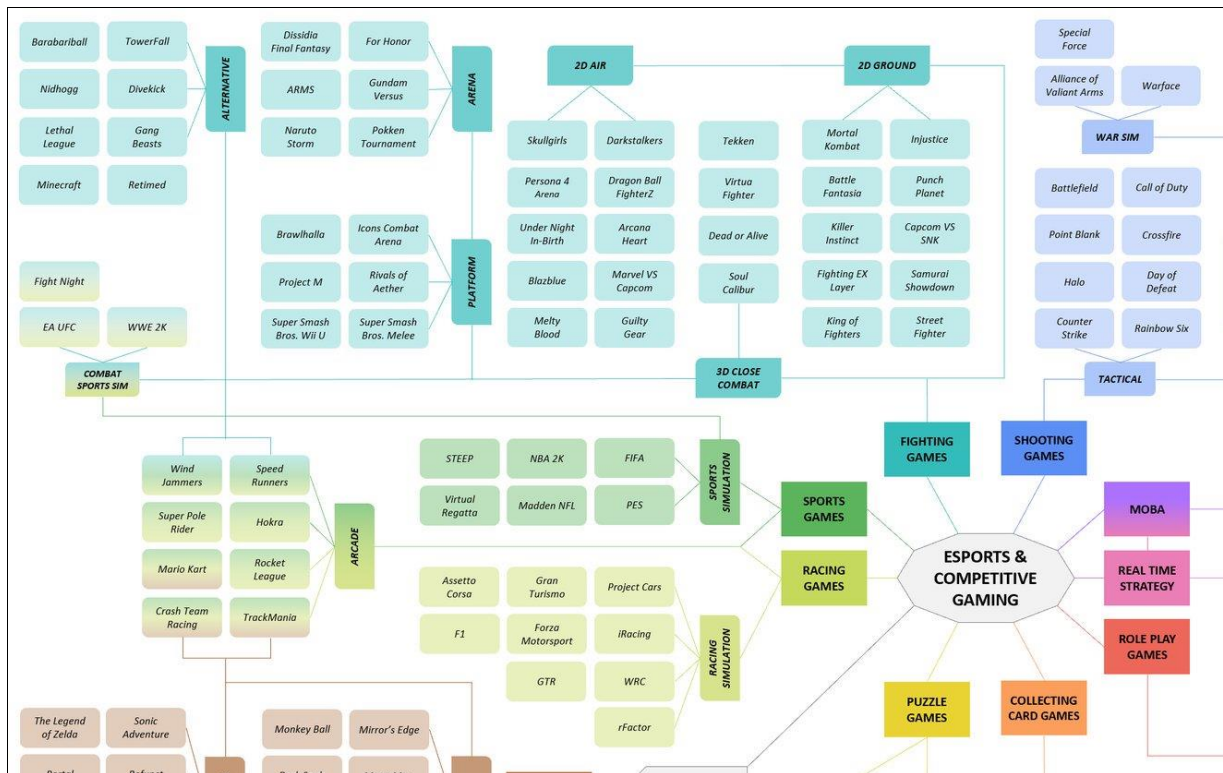 Barabariball
TowerFall
Nidhogg
Divekick
Lethal
League
Gang
Beasts
Minecraft
Retimed
ALTERNATIVE
Dissidia
Final Fantasy
For Honor
ARMS
Gundam
Versus
Naruto
Storm
Pokken
Tournament
ARENA
Brawlhalla
Icons Combat
Arena
Project M
Rivals of
Aether
Super Smash
Bros. Wii U
Super Smash
Bros. Melee
PLATFORM
2D AIR
Skullgirls
Darkstalkers
Persona 4
Arena
Dragon Ball
FighterZ
Under Night
In-Birth
Arcana
Heart
Blazblue
Marvel VS
Capcom
Melty
Blood
Guilty
Gear
Tekken
Virtua
Fighter
Dead or Alive
Soul
Calibur
3D CLOSE
COMBAT
2D GROUND
Mortal
Kombat
Injustice
Battle
Fantasia
Punch
Planet
Killer
Instinct
Capcom VS
SNK
Fighting EX
Layer
Samurai
Showdown
King of
Fighters
Street
Fighter
Special
Force
Alliance of
Valiant Arms
Warface
WAR SIM
Battlefield
Call of Duty
Point Blank
Crossfire
Halo
Day of
Defeat
Counter
Strike
Rainbow Six
TACTICAL
Fight Night
EA UFC
WWE 2K
COMBAT
SPORTS SIM
Wind
Jammers
Speed
Runners
Super Pole
Rider
Hokra
Mario Kart
Rocket
League
Crash Team
Racing
TrackMania
ARCADE
STEEP
NBA 2K
FIFA
Virtual
Regatta
Madden NFL
PES
SPORTS
SIMULATION
Assetto
Corsa
Gran
Turismo
Project Cars
F1
Forza
Motorsport
iRacing
GTR
WRC
rFactor
RACING
SIMULATION
FIGHTING
GAMES
SHOOTING
GAMES
SPORTS
GAMES
RACING
GAMES
ESPORTS &
COMPETITIVE
GAMING
MOBA
REAL TIME
STRATEGY
ROLE PLAY
GAMES
PUZZLE
GAMES
COLLECTING
CARD GAMES
The Legend
of Zelda
Sonic
Adventure
Monkey Ball
Mirror's Edge